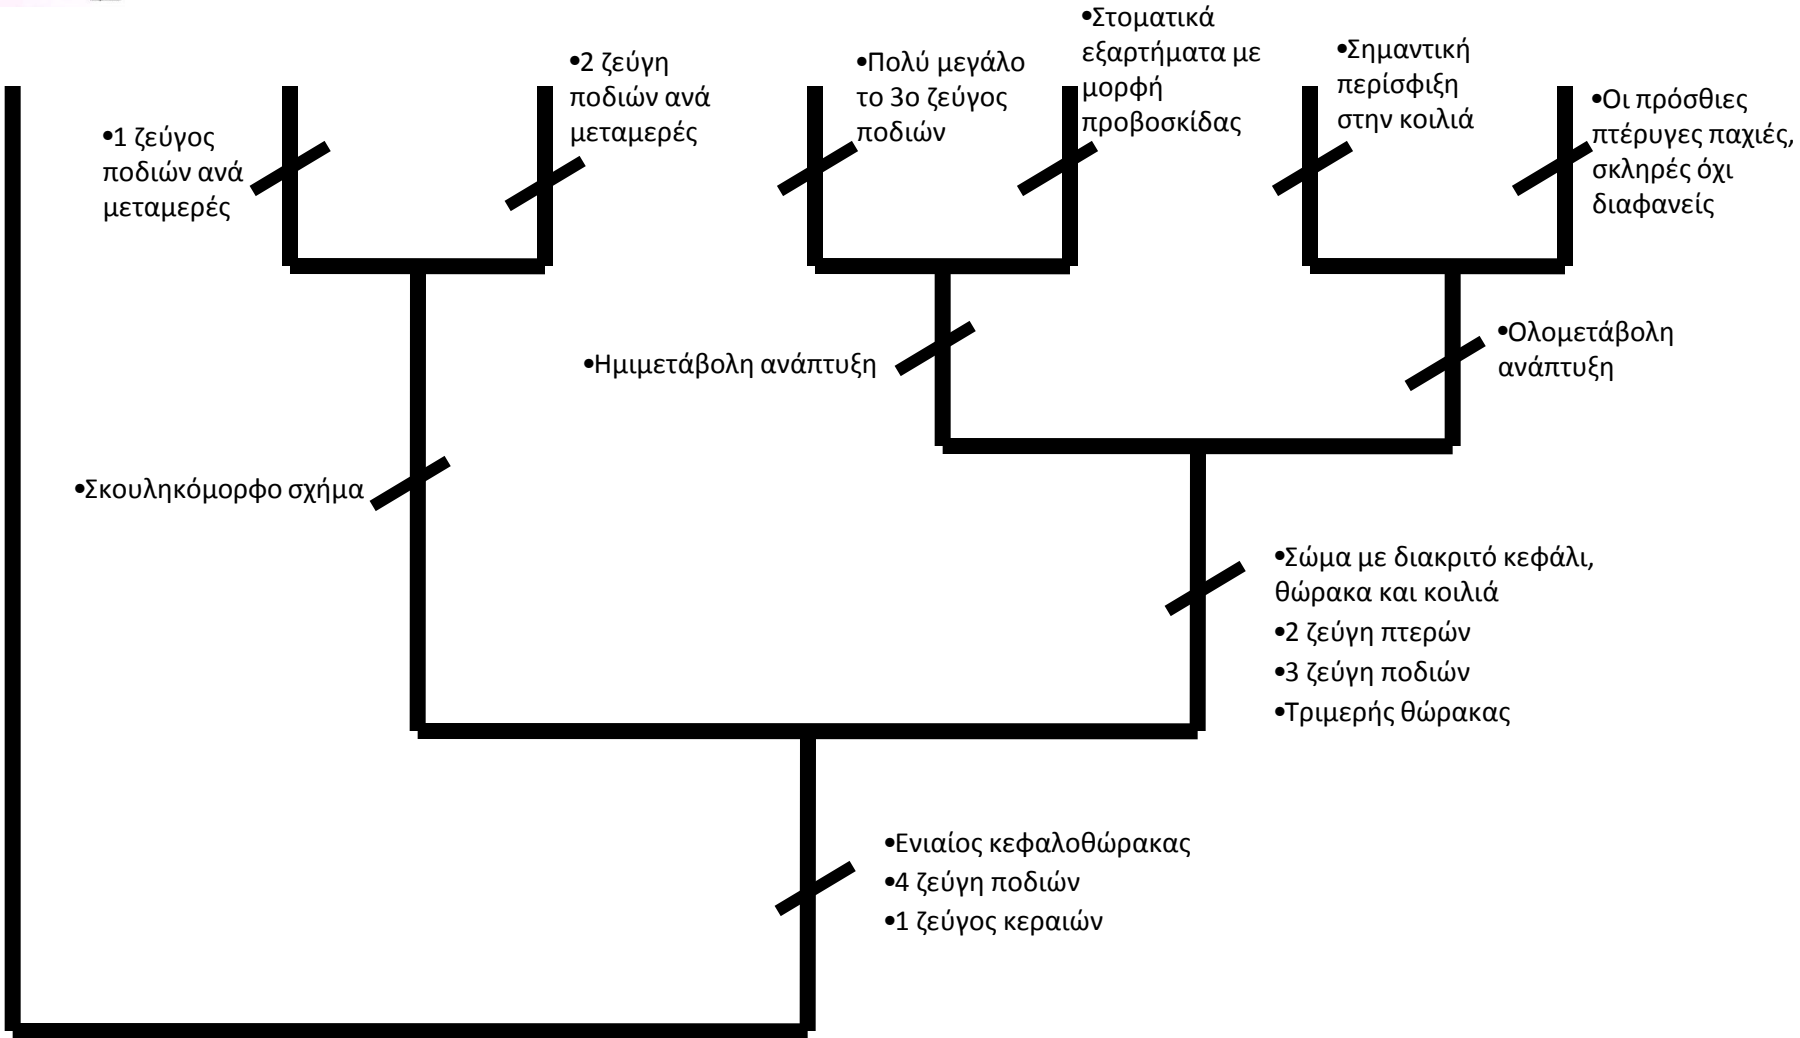 •1 ζεύγος
ποδιών ανά
μεταμερές
•2 ζεύγη
ποδιών ανά
μεταμερές
•Πολύ μεγάλο
το 3ο ζεύγος
ποδιών
•Στοματικά
εξαρτήματα με
μορφή
προβοσκίδας
•Σημαντική
περίσφιξη
στην κοιλιά
•Οι πρόσθιες
πτέρυγες παχιές,
σκληρές όχι
διαφανείς
•Ημιμετάβολη ανάπτυξη
•Ολομετάβολη
ανάπτυξη
•Σκουληκόμορφο σχήμα
•Σώμα με διακριτό κεφάλι,
θώρακα και κοιλιά
•2 ζεύγη πτερών
•3 ζεύγη ποδιών
•Τριμερής θώρακας
•Ενιαίος κεφαλοθώρακας
•4 ζεύγη ποδιών
•1 ζεύγος κεραιών